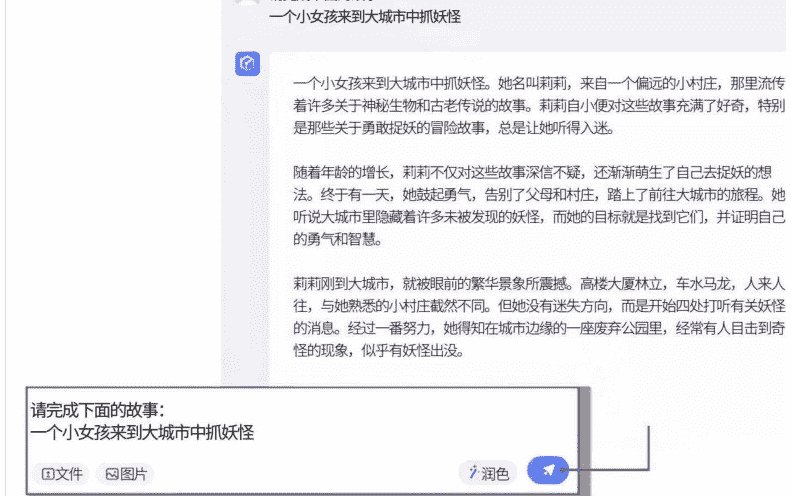 一个小女孩来到大城市中抓妖怪
一个小女孩来到大城市中抓妖怪。她名叫莉莉，来自一个偏远的小村庄，那里流传
着许多关于神秘生物和古老传说的故事。莉莉自小便对这些故事充满了好奇，特别
是那些关于勇敢捉妖的冒险故事，总是让她听得入迷。
随着年龄的增长，莉莉不仅对这些故事深信不疑，还渐渐萌生了自己去捉妖的想
法。终于有一天，她鼓起勇气，告别了父母和村庄，踏上了前往大城市的旅程。她
听说大城市里隐藏着许多未被发现的妖怪，而她的目标就是找到它们，并证明自己
的勇气和智慧。
莉莉刚到大城市，就被眼前的繁华景象所震撼。高楼大厦林立，车水马龙，人来人
往，与她熟悉的小村庄截然不同。但她没有迷失方向，而是开始四处打听有关妖怪
的消息。经过一番努力，她得知在城市边缘的一座废弃公园里，经常有人目击到奇
怪的现象，似乎有妖怪出没。
请完成下面的故事：
一个小女孩来到大城市中抓妖怪
文件 图片 润色